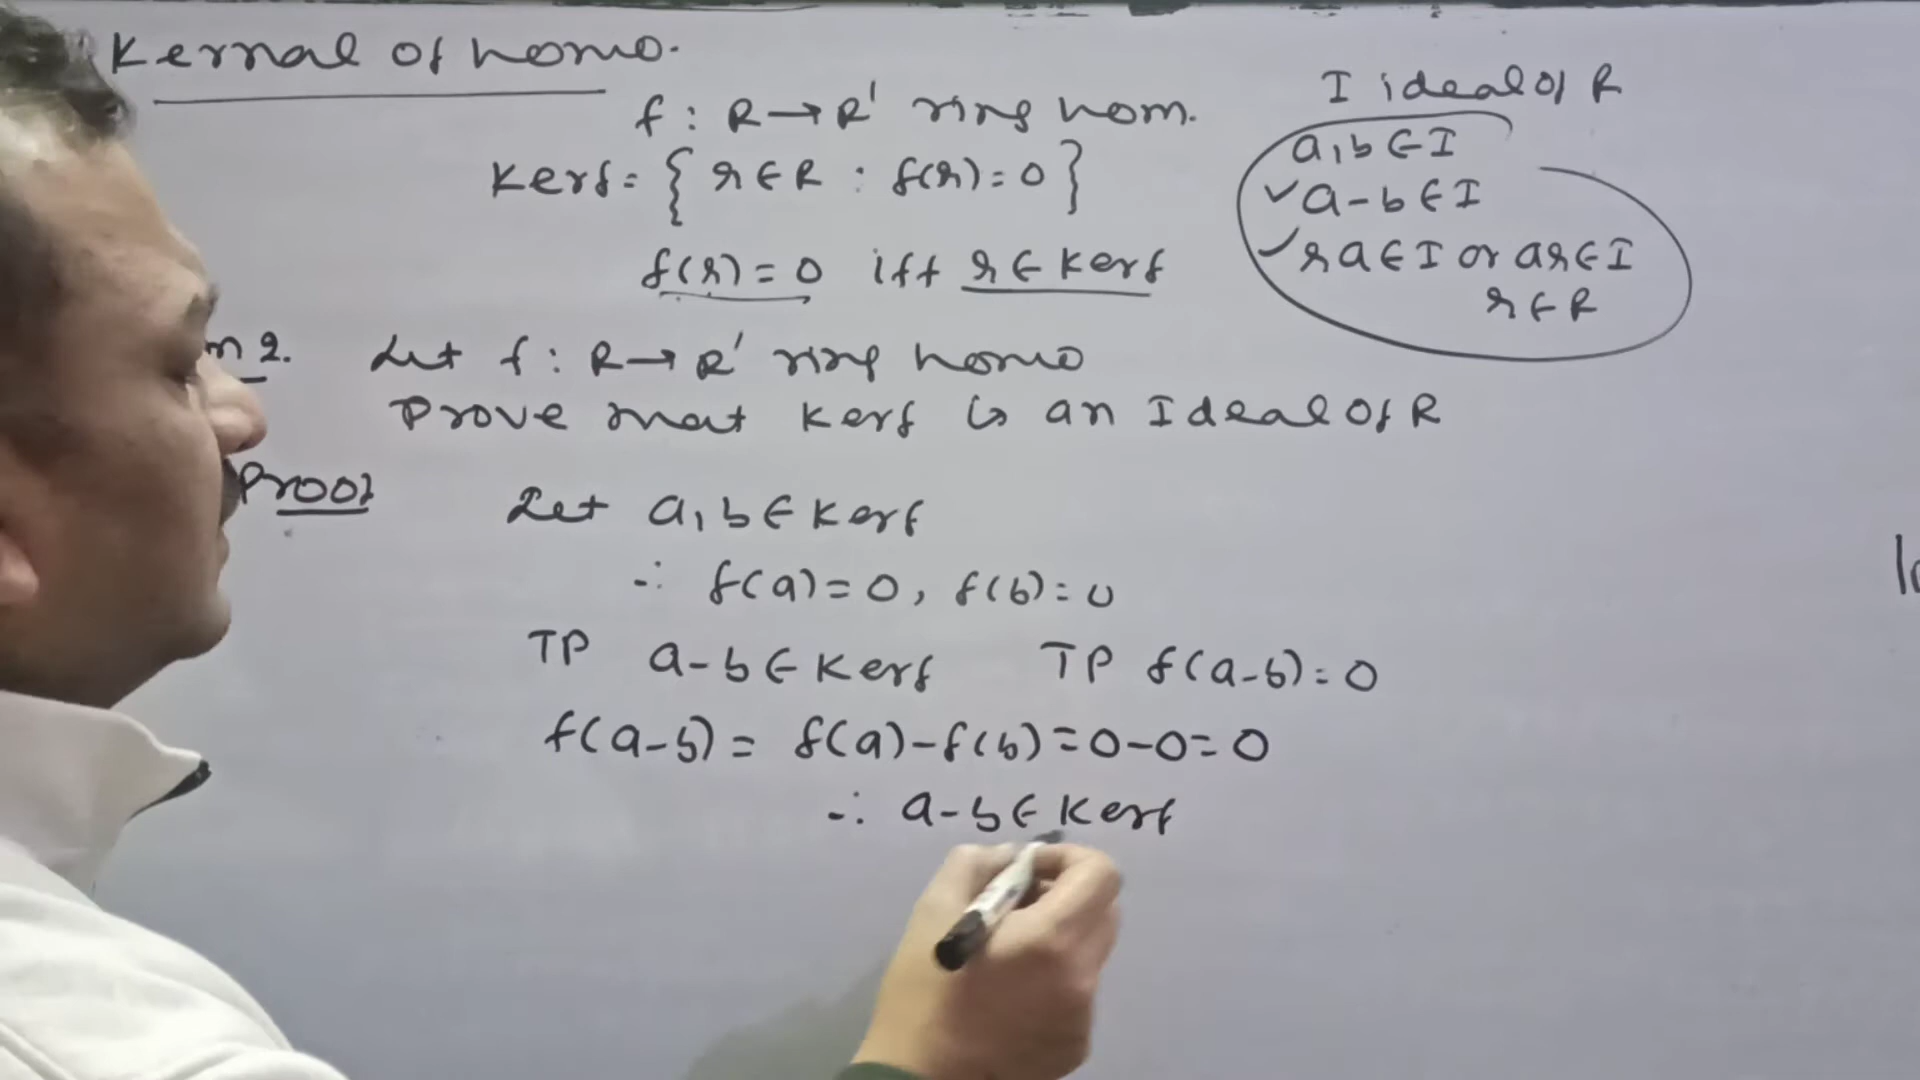 Kernal of homo.
f : R → R' ring hom.
Kerf = { r ∈ R : f(r) = 0 }
f(r) = 0 iff r ∈ Kerf
I ideal of R
a, b ∈ I
✓ a - b ∈ I
✓ ra ∈ I or ar ∈ I
r ∈ R
m 2. Let f : R → R' ring homo
Prove that Kerf is an Ideal of R
Proof Let a, b ∈ Kerf
∴ f(a) = 0, f(b) = 0
TP a - b ∈ Kerf TP f(a-b) = 0
f(a-b) = f(a) - f(b) = 0 - 0 = 0
∴ a - b ∈ Kerf